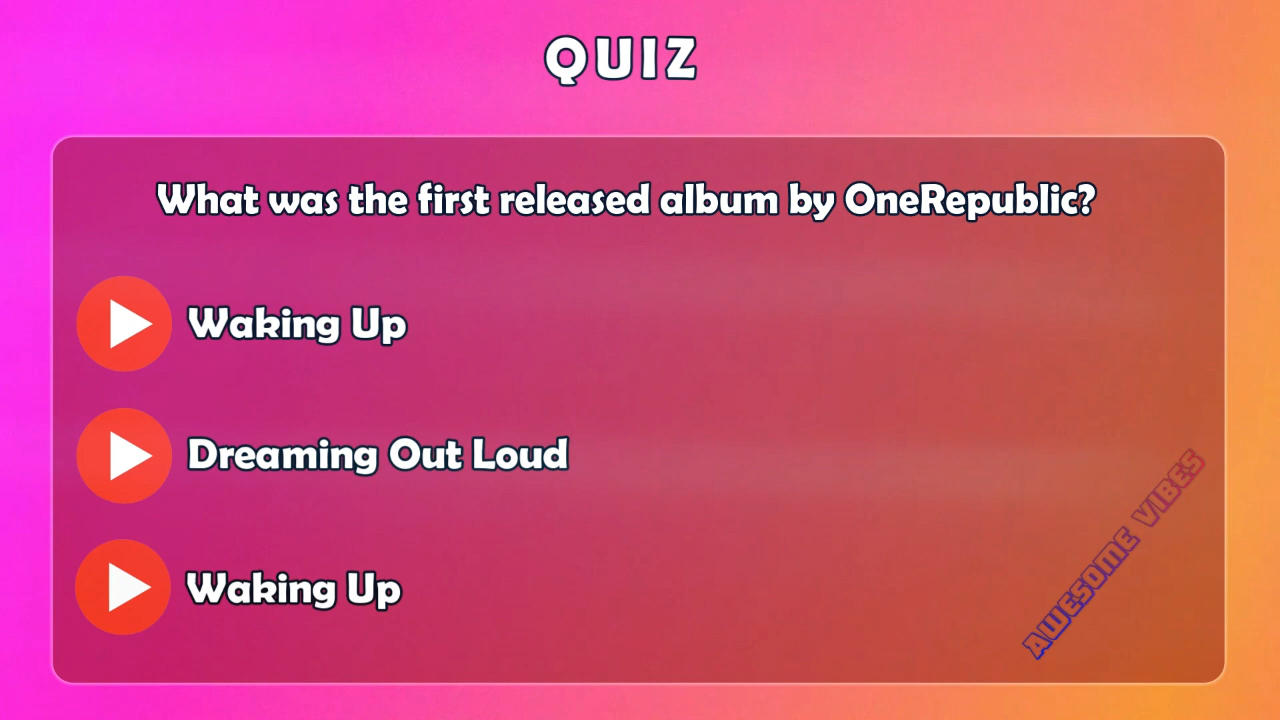 QUIZ
What was the first released album by OneRepublic?
Waking Up
Dreaming Out Loud
Waking Up
AWESOME VIBES